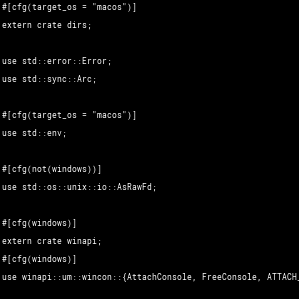 #[cfg(target_os = "macos")]
extern crate dirs;
use std::error::Error;
use std::sync::Arc;
#[cfg(target_os = "macos")]
use std::env;
#[cfg(not(windows))]
use std::os::unix::io::AsRawFd;
#[cfg(windows)]
extern crate winapi;
#[cfg(windows)]
use winapi::um::wincon::{AttachConsole, FreeConsole, ATTACH_